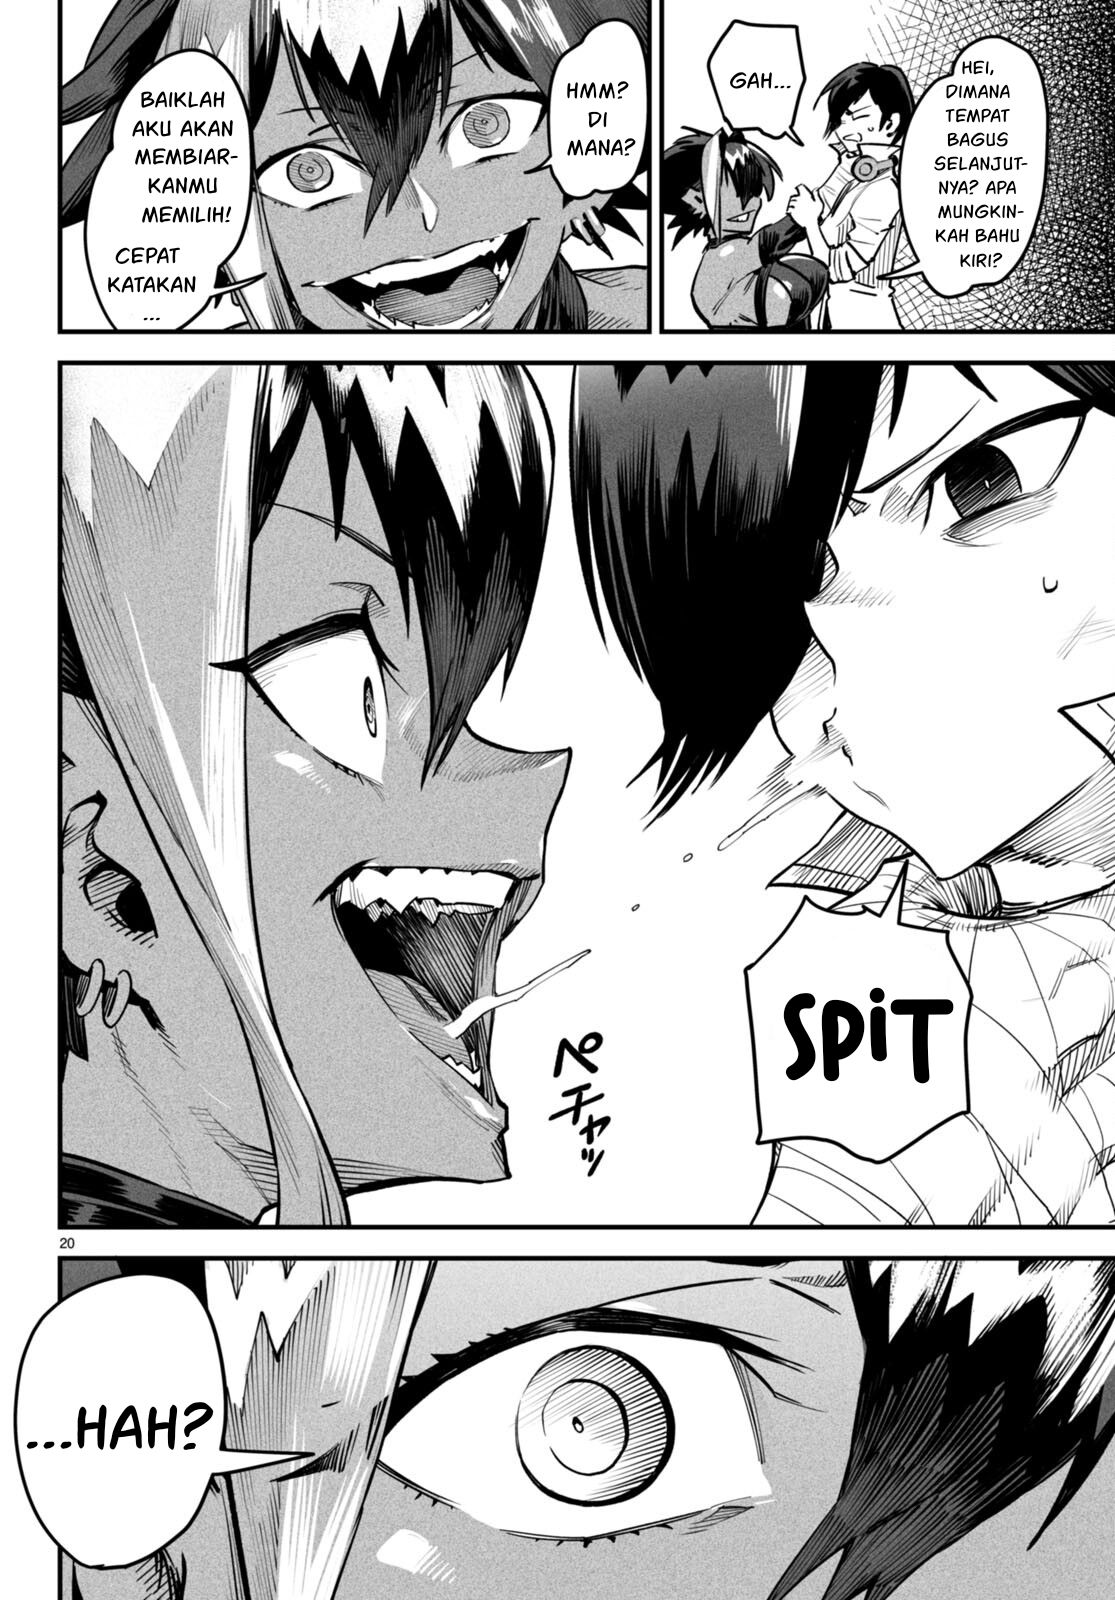 HEI,
DIMANA
TEMPAT
BAGUS
SELANJUT-
NYA? APA
MUNGKIN-
KAH BAHU
KIRI?
GAH...
HMM?
DI
MANA?
BAIKLAH
AKU AKAN
MEMBIAR-
KANMU
MEMILIH!
CEPAT
KATAKAN
...
SPiT
ペチャッ
20
...HAH?